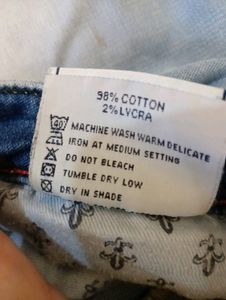 98% COTTON
2% LYCRA
40 MACHINE WASH WARM DELICATE
IRON AT MEDIUM SETTING
DO NOT BLEACH
TUMBLE DRY LOW
DRY IN SHADE